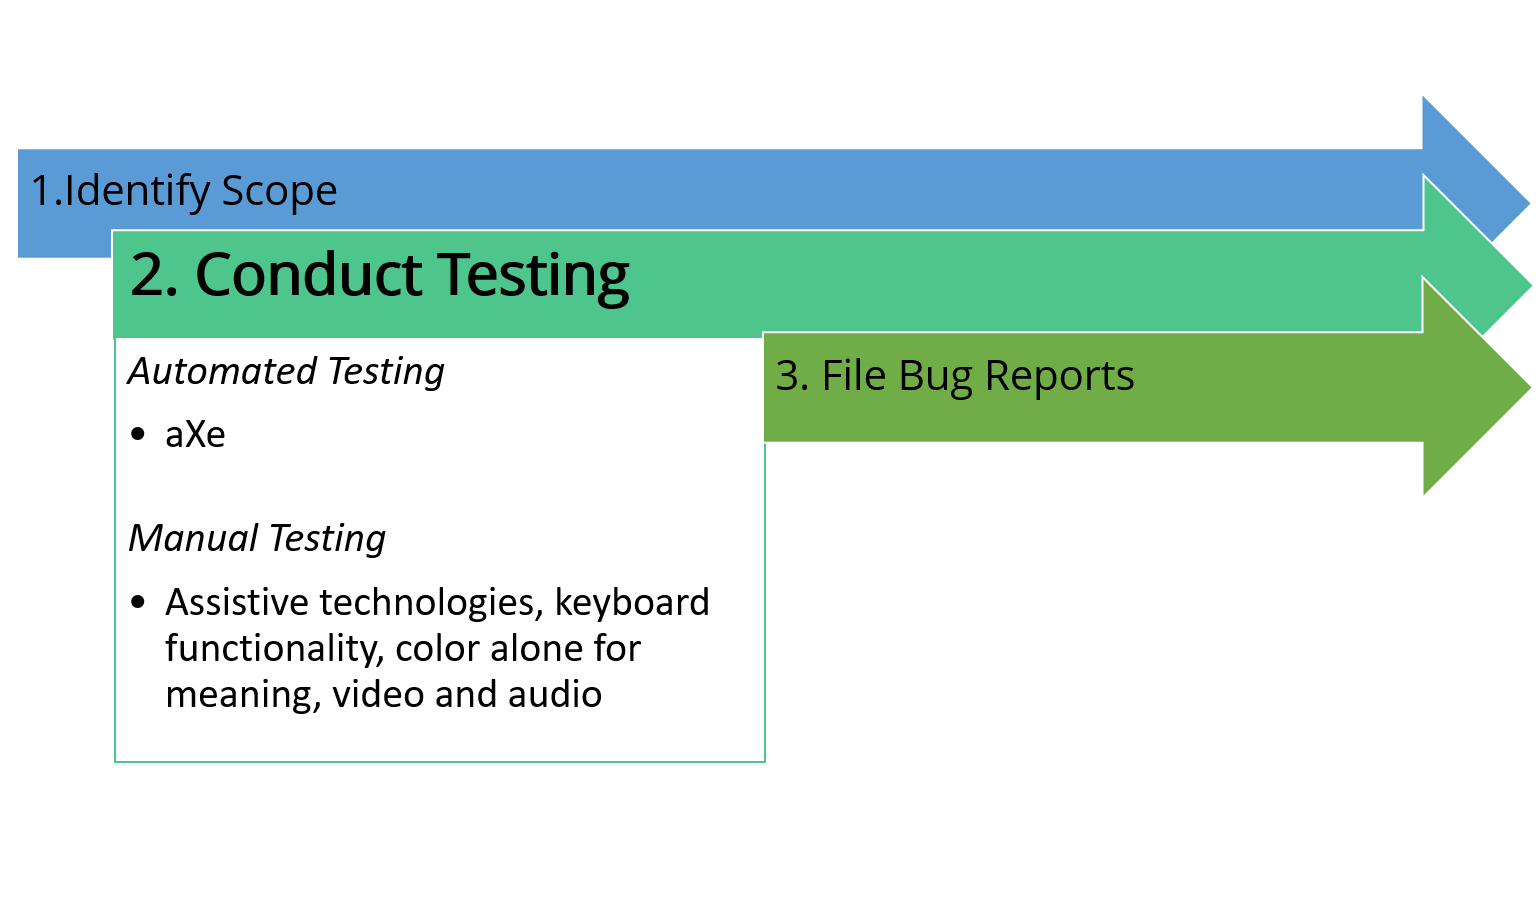 1.Identify Scope
2. Conduct Testing
Automated Testing
• aXe
Manual Testing
• Assistive technologies, keyboard
functionality, color alone for
meaning, video and audio
3. File Bug Reports